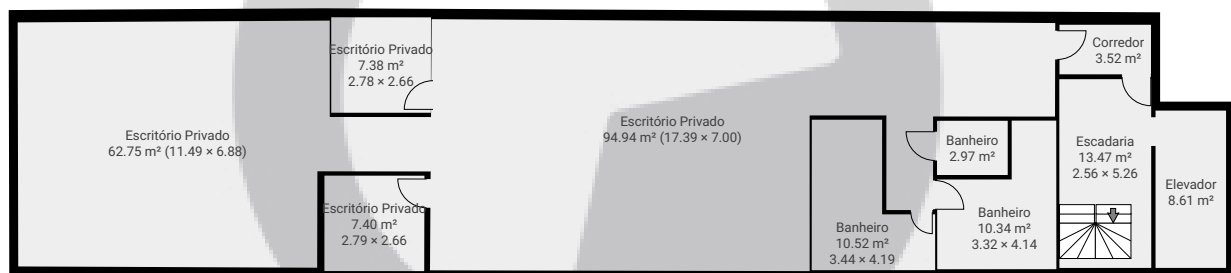 Escritório Privado
7.38 m²
2.78 × 2.66
Corredor
3.52 m²
Escritório Privado
62.75 m² (11.49 × 6.88)
Escritório Privado
94.94 m² (17.39 × 7.00)
Banheiro
2.97 m²
Escadaria
13.47 m²
2.56 × 5.26
Elevador
8.61 m²
Escritório Privado
7.40 m²
2.79 × 2.66
Banheiro
10.52 m²
3.44 × 4.19
Banheiro
10.34 m²
3.32 × 4.14